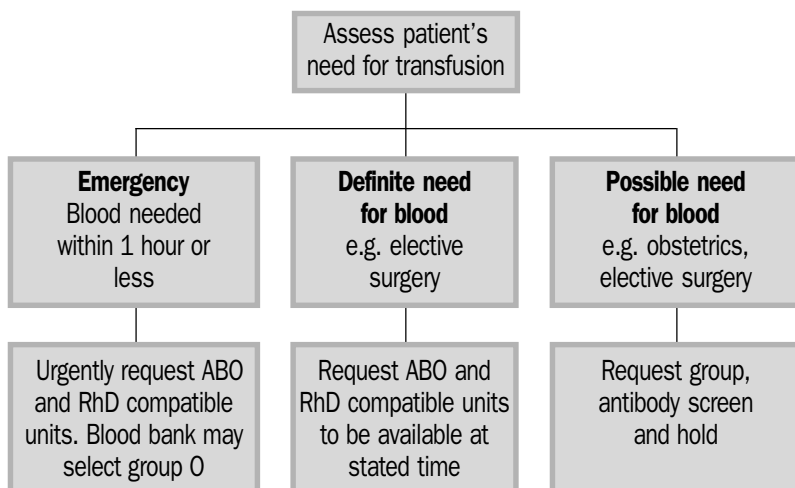 Assess patient's
need for transfusion
Emergency
Blood needed
within 1 hour or
less
Definite need
for blood
e.g. elective
surgery
Possible need
for blood
e.g. obstetrics,
elective surgery
Urgently request ABO
and RhD compatible
units. Blood bank may
select group O
Request ABO and
RhD compatible units
to be available at
stated time
Request group,
antibody screen
and hold